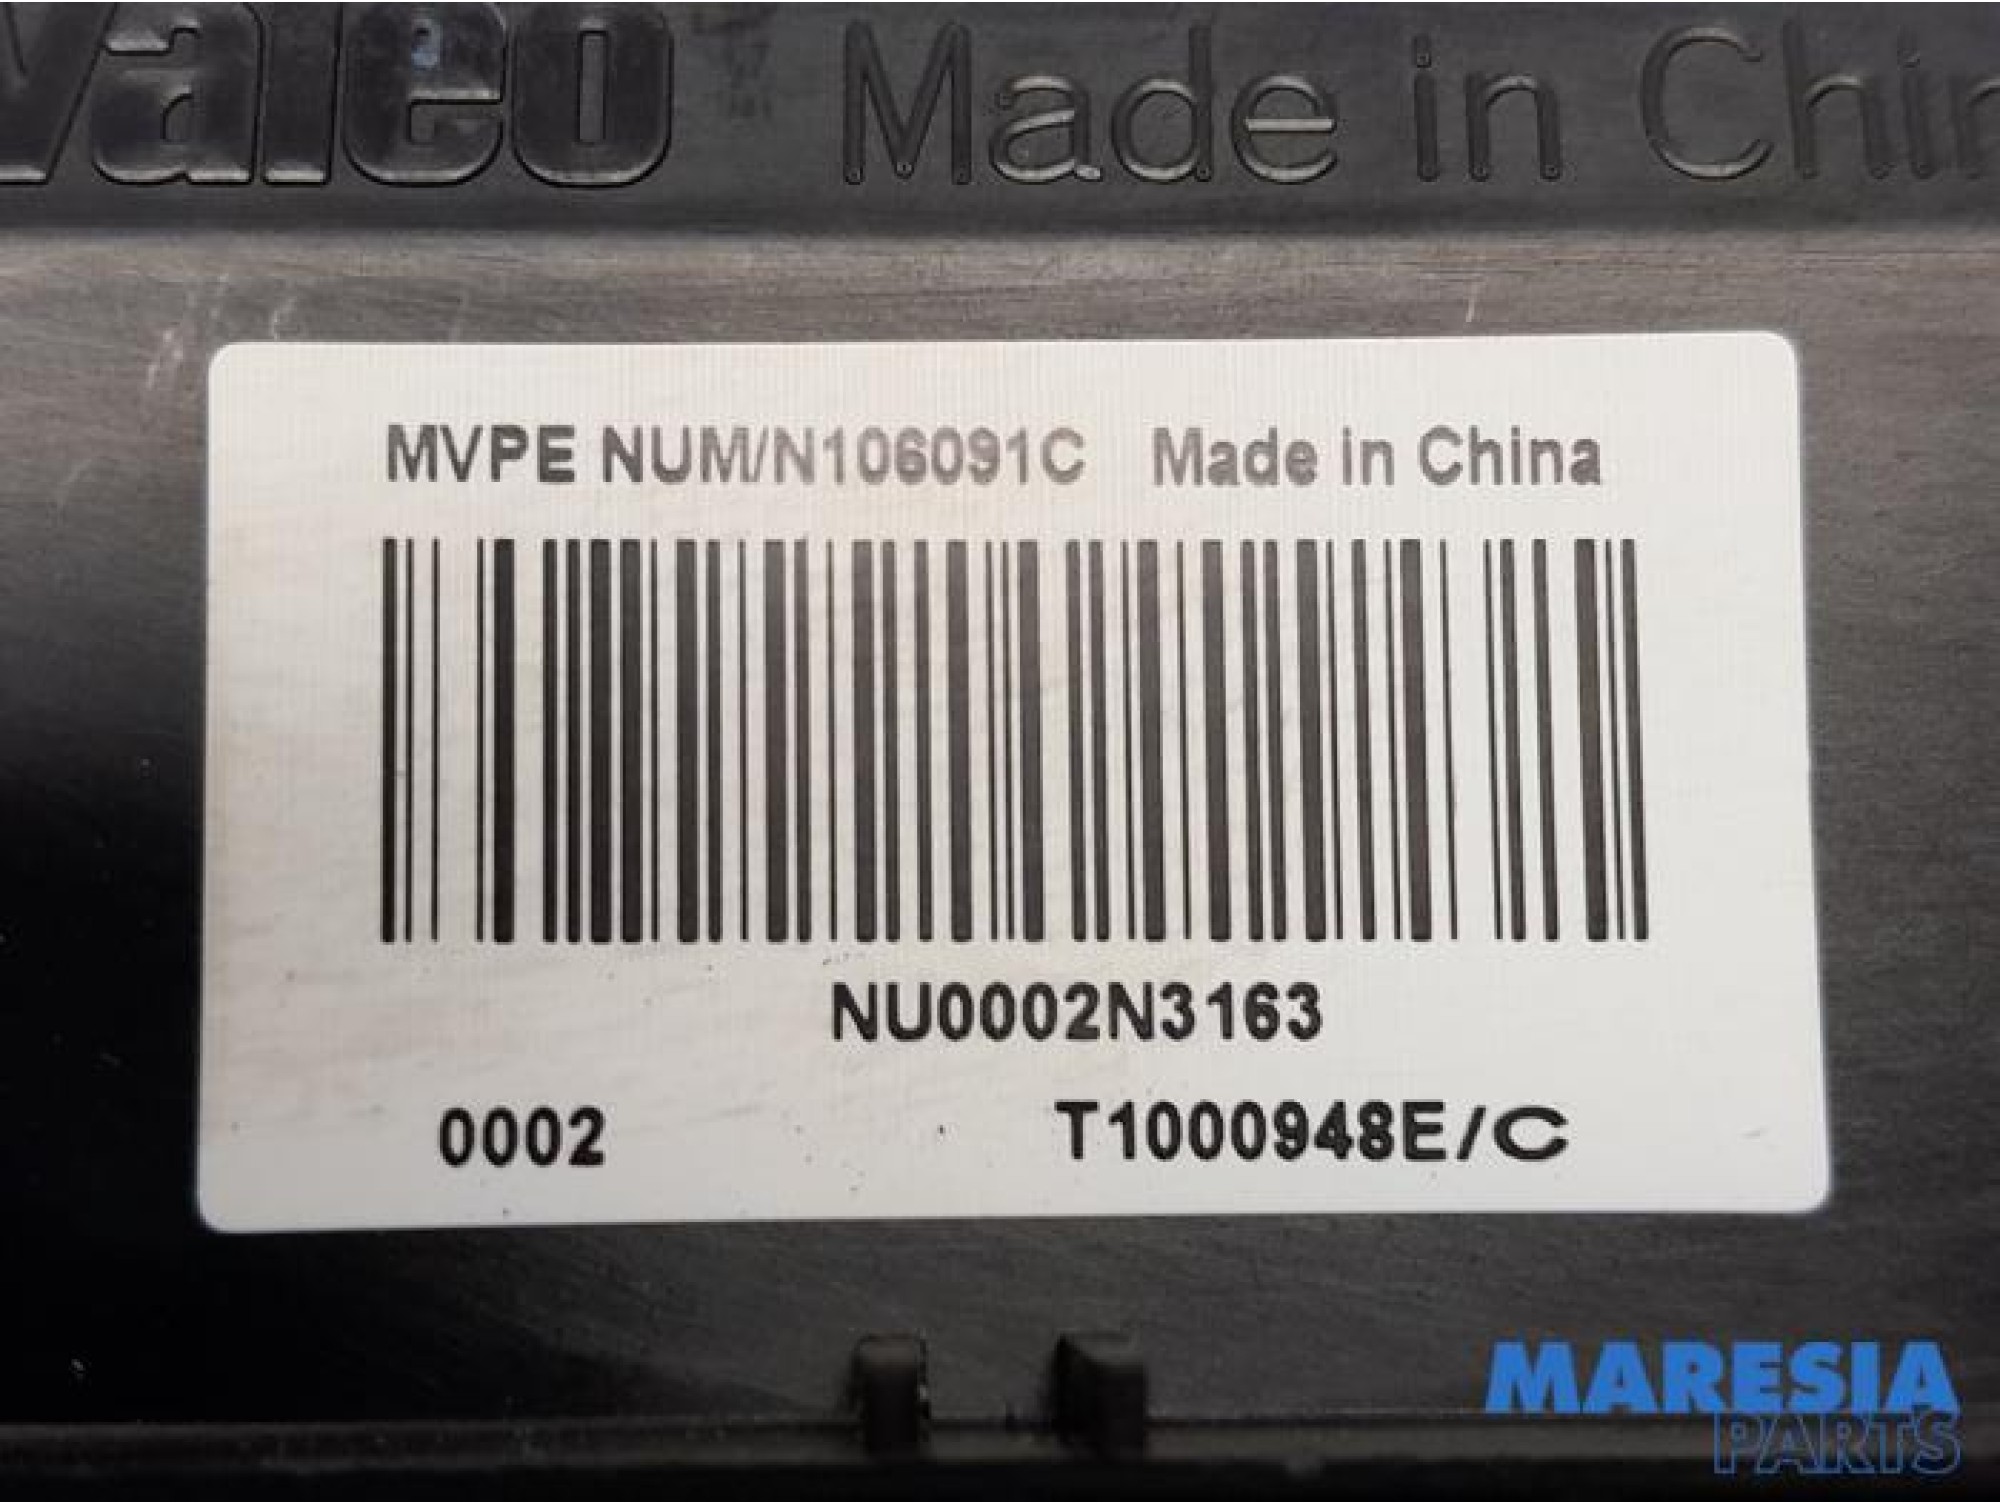 Valeo Made in Chin
MVPE NUM/N106091C Made in China
NU0002N3163
0002 T1000948E/C
MARESIA
PARTS